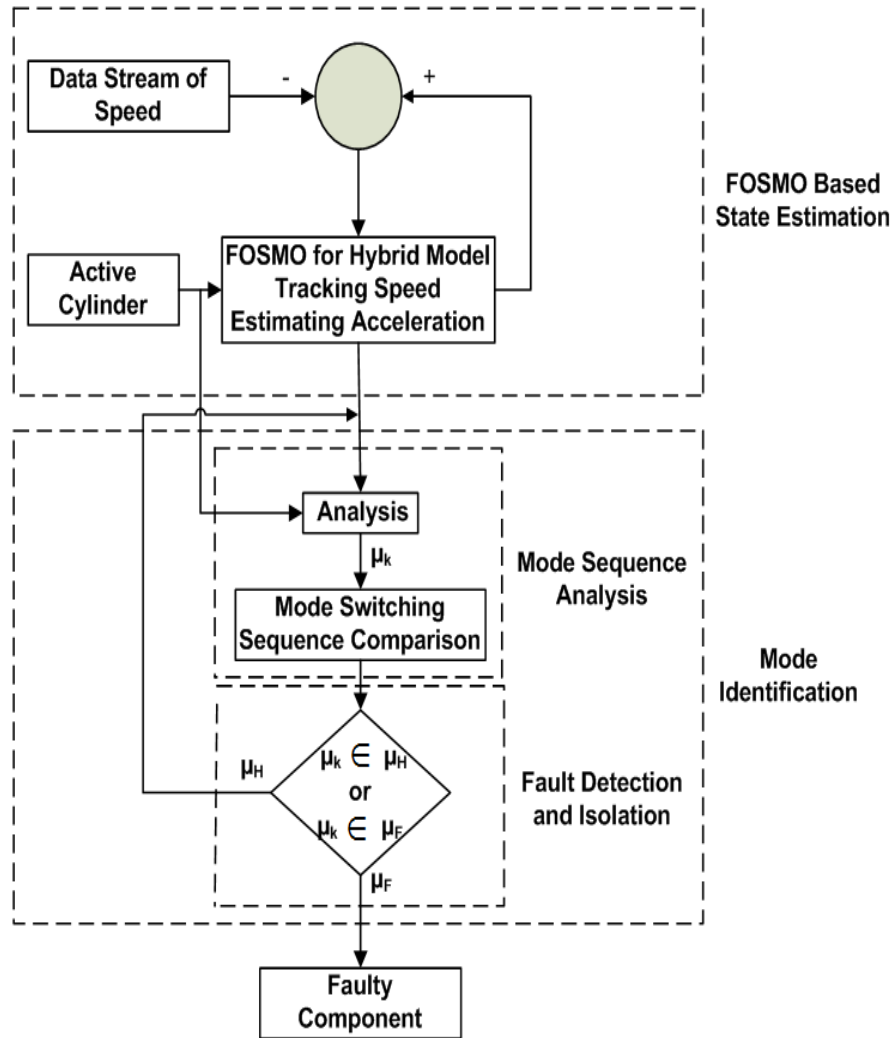 Data Stream of
Speed
-
+
FOSMO Based
State Estimation
Active
Cylinder
FOSMO for Hybrid Model
Tracking Speed
Estimating Acceleration
Analysis
μk
Mode Sequence
Analysis
Mode Switching
Sequence Comparison
Mode
Identification
μH
μk ∈ μH
or
μk ∈ μF
Fault Detection
and Isolation
μF
Faulty
Component